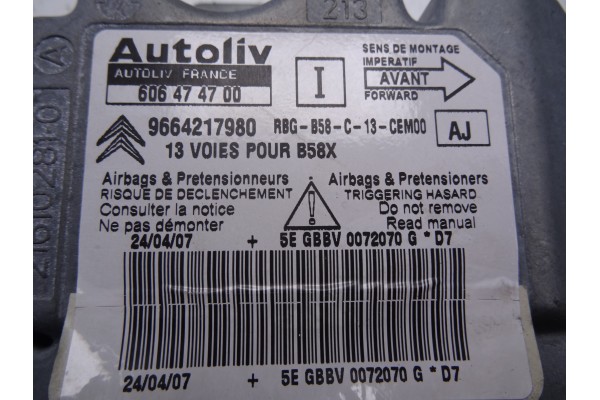 213
Autoliv
AUTOLIV FRANCE
606 47 47 00
I
SENS DE MONTAGE
IMPERATIF
AVANT
FORWARD
9664217980 RBG-B58-C-13-CEM00
AJ
13 VOIES POUR B58X
Airbags & Pretensionneurs
RISQUE DE DECLENCHEMENT
Consulter la notice
Ne pas démonter
Airbags & Pretensioners
TRIGGERING HASARD
Do not remove
Read manual
24/04/07 + 5E GBBV 0072070 G * D7
24/04/07 + 5E GBBV 0072070 G * D7
A